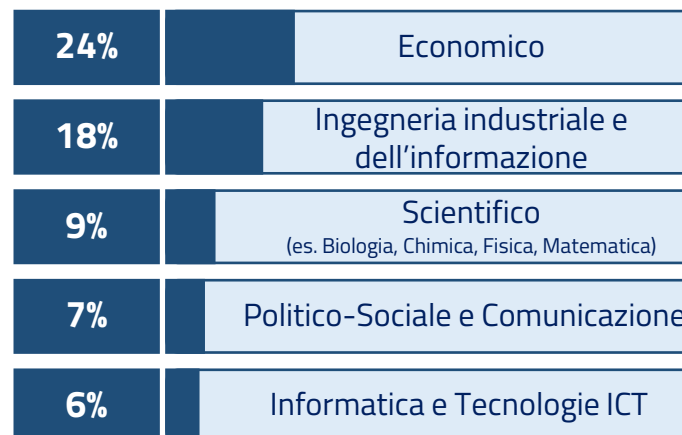 24%
Economico
18%
Ingegneria industriale e
dell’informazione
9%
Scientifico
(es. Biologia, Chimica, Fisica, Matematica)
7%
Politico-Sociale e Comunicazione
6%
Informatica e Tecnologie ICT